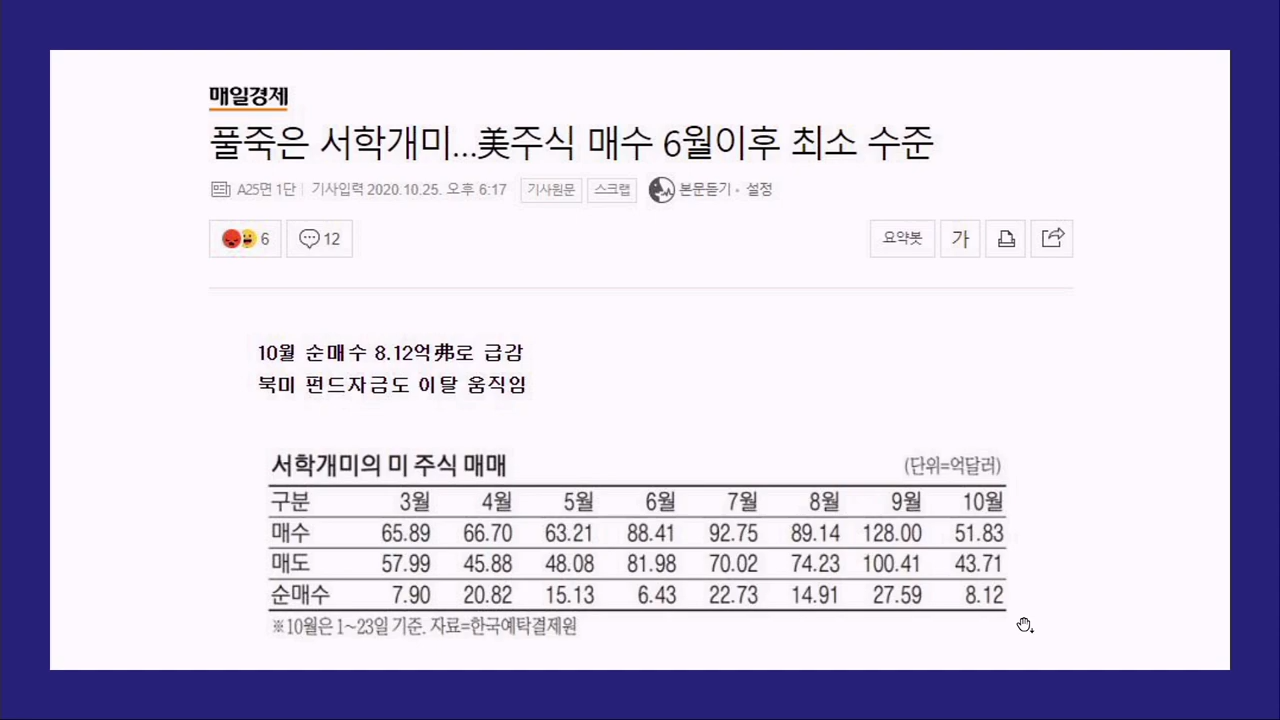 매일경제
풀죽은 서학개미...美주식 매수 6월이후 최소 수준
A25면 1단 기사입력 2020.10.25. 오후 6:17 기사원문 스크랩 본문듣기 · 설정
6 12 요약봇 가
10월 순매수 8.12억弗로 급감
북미 펀드자금도 이탈 움직임
서학개미의 미 주식 매매 (단위=억달러)
구분 3월 4월 5월 6월 7월 8월 9월 10월
매수 65.89 66.70 63.21 88.41 92.75 89.14 128.00 51.83
매도 57.99 45.88 48.08 81.98 70.02 74.23 100.41 43.71
순매수 7.90 20.82 15.13 6.43 22.73 14.91 27.59 8.12
※10월은 1~23일 기준. 자료=한국예탁결제원